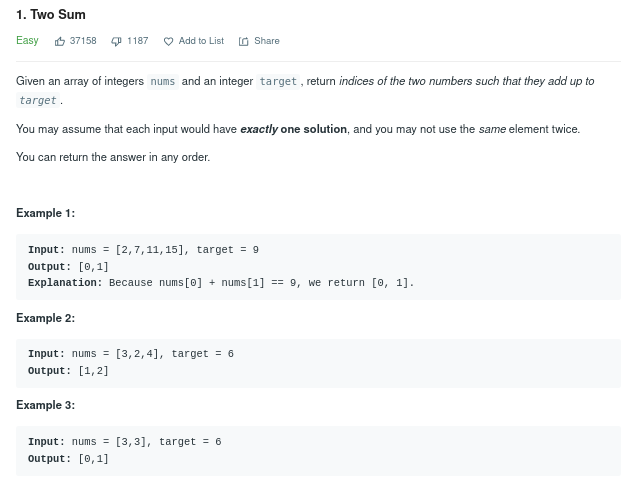 1. Two Sum
Easy 37158 1187 Add to List Share
Given an array of integers nums and an integer target, return indices of the two numbers such that they add up to
target.
You may assume that each input would have exactly one solution, and you may not use the same element twice.
You can return the answer in any order.
Example 1:
Input: nums = [2,7,11,15], target = 9
Output: [0,1]
Explanation: Because nums[0] + nums[1] == 9, we return [0, 1].
Example 2:
Input: nums = [3,2,4], target = 6
Output: [1,2]
Example 3:
Input: nums = [3,3], target = 6
Output: [0,1]